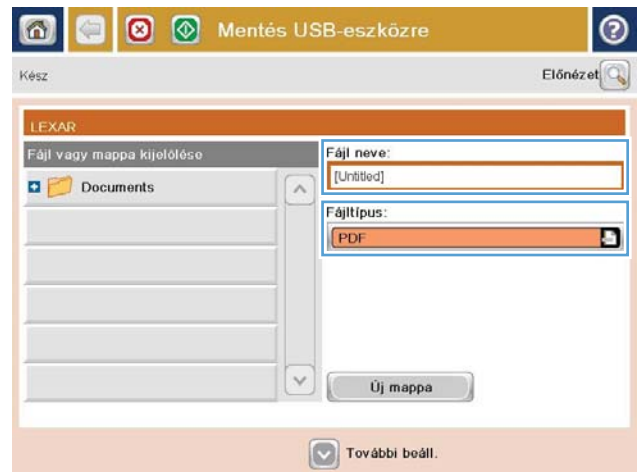 Mentés USB-eszközre
Kész
Előnézet
LEXAR
Fájl vagy mappa kijelölése
Documents
Fájl neve:
[Untitled]
Fájltípus:
PDF
Új mappa
További beáll.